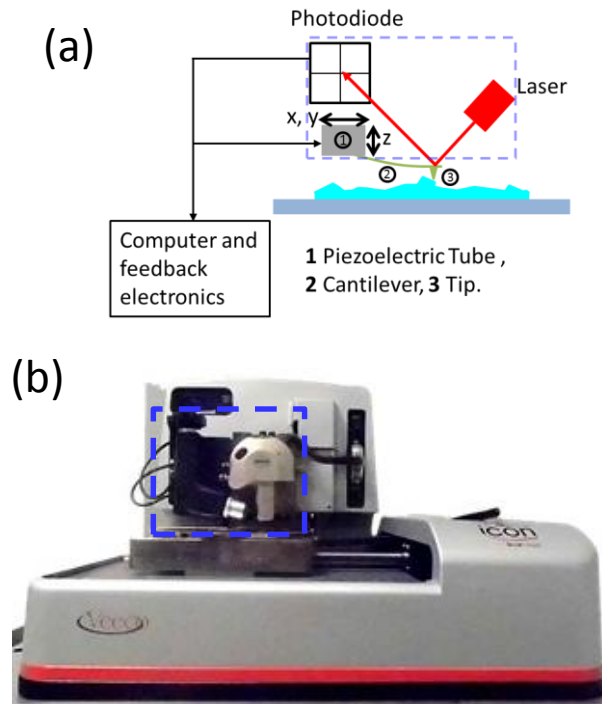 (a)
Photodiode
Laser
x, y
1
z
2
3
Computer and
feedback
electronics
1 Piezoelectric Tube ,
2 Cantilever, 3 Tip.
(b)
icon
Veeco